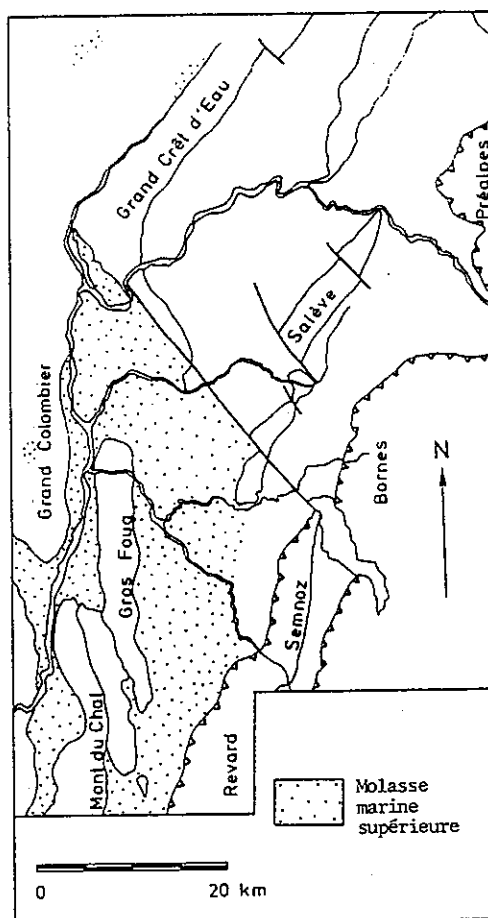 Grand Crêt d'Eau
Préalpes
Salève
Grand Colombier
N
Bornes
Gros Foug
Semnoz
Mont du Chat
Revard
Molasse
marine
supérieure
0 20 km